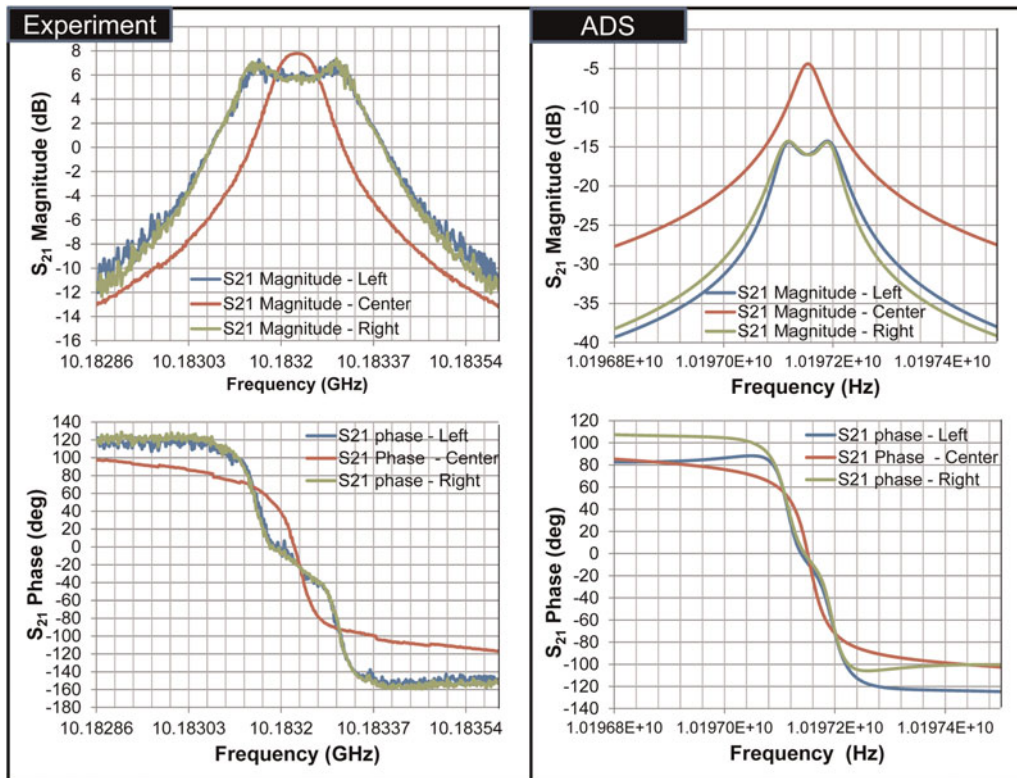 Experiment
S21 Magnitude (dB)
8
6
4
2
0
-2
-4
-6
-8
-10
-12
-14
-16
S21 Magnitude - Left
S21 Magnitude - Center
S21 Magnitude - Right
10.18286 10.18303 10.1832 10.18337 10.18354
Frequency (GHz)
ADS
S21 Magnitude (dB)
-5
-10
-15
-20
-25
-30
-35
-40
S21 Magnitude - Left
S21 Magnitude - Center
S21 Magnitude - Right
1.01968E+10 1.01970E+10 1.01972E+10 1.01974E+10
Frequency (Hz)
S21 Phase (deg)
140
120
100
80
60
40
20
0
-20
-40
-60
-80
-100
-120
-140
-160
-180
S21 phase - Left
S21 Phase - Center
S21 phase - Right
10.18286 10.18303 10.1832 10.18337 10.18354
Frequency (GHz)
S21 Phase (deg)
120
100
80
60
40
20
0
-20
-40
-60
-80
-100
-120
-140
S21 phase - Left
S21 Phase - Center
S21 phase - Right
1.01968E+10 1.01970E+10 1.01972E+10 1.01974E+10
Frequency (Hz)